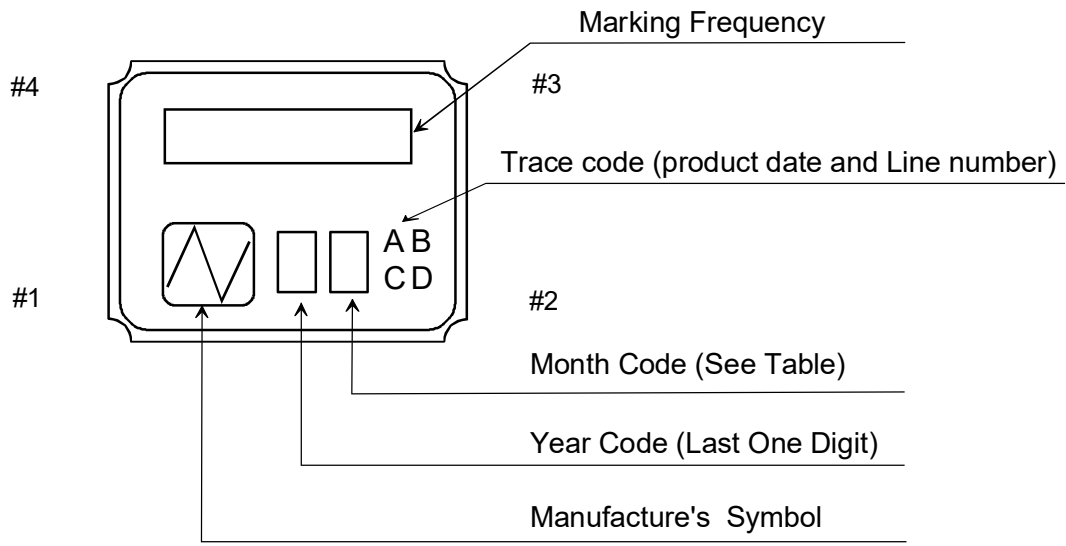 Marking Frequency
#4
#3
Trace code (product date and Line number)
A B
C D
#1
#2
Month Code (See Table)
Year Code (Last One Digit)
Manufacture's Symbol